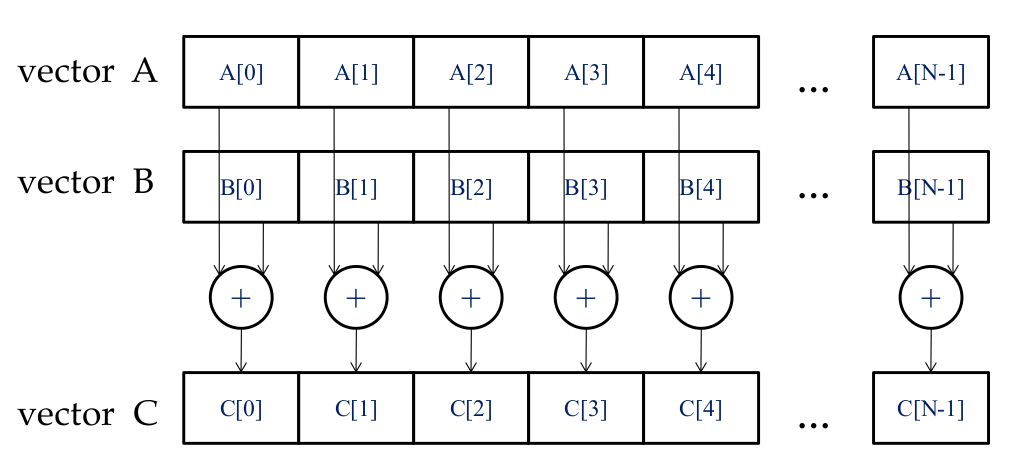 vector A A[0] A[1] A[2] A[3] A[4] ... A[N-1]
vector B B[0] B[1] B[2] B[3] B[4] ... B[N-1]
+ + + + + +
vector C C[0] C[1] C[2] C[3] C[4] ... C[N-1]